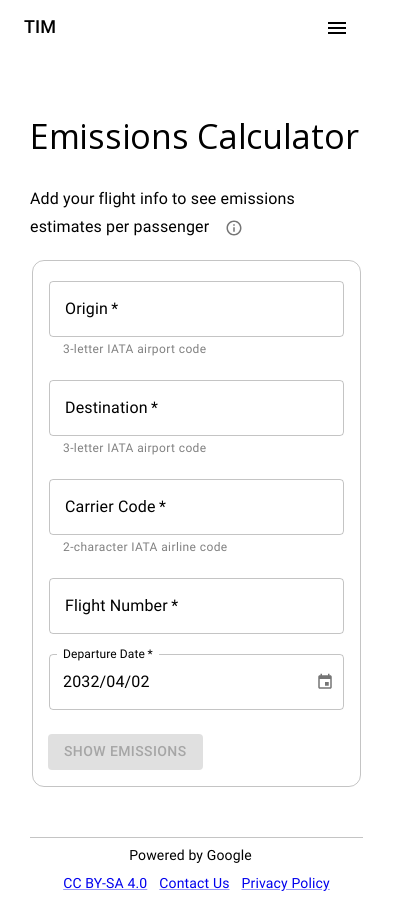 TIM
Emissions Calculator
Add your flight info to see emissions
estimates per passenger
Origin *
3-letter IATA airport code
Destination *
3-letter IATA airport code
Carrier Code *
2-character IATA airline code
Flight Number *
Departure Date *
2032/04/02
SHOW EMISSIONS
Powered by Google
CC BY-SA 4.0 Contact Us Privacy Policy